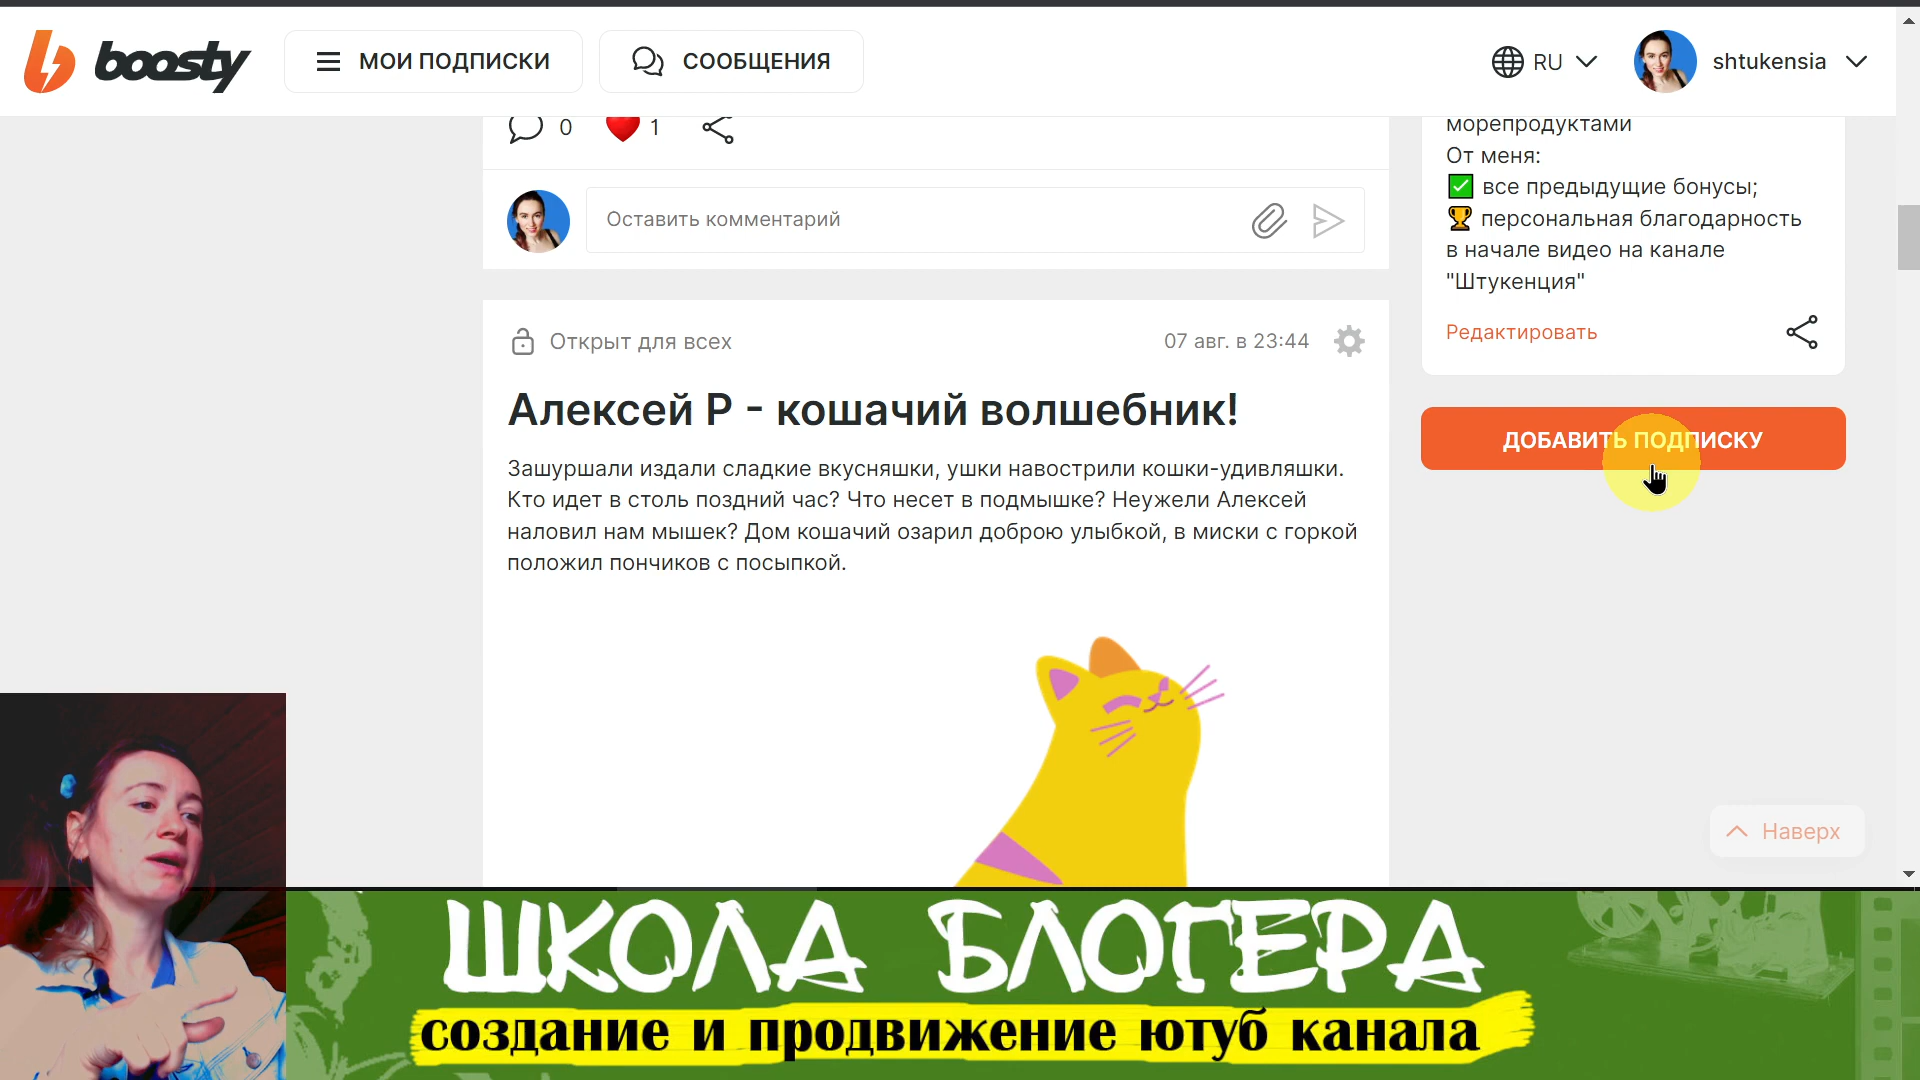 boosty
МОИ ПОДПИСКИ
СООБЩЕНИЯ
RU
shtukensia
0
1
Оставить комментарий
Открыт для всех
07 авг. в 23:44
Алексей Р - кошачий волшебник!
Зашуршали издали сладкие вкусняшки, ушки навострили кошки-удивляшки.
Кто идет в столь поздний час? Что несет в подмышке? Неужели Алексей
наловил нам мышек? Дом кошачий озарил доброю улыбкой, в миски с горкой
положил пончиков с посыпкой.
морепродуктами
От меня:
✅ все предыдущие бонусы;
🏆 персональная благодарность
в начале видео на канале
"Штукенция"
Редактировать
ДОБАВИТЬ ПОДПИСКУ
Наверх
ШКОЛА БЛОГЕРА
создание и продвижение ютуб канала